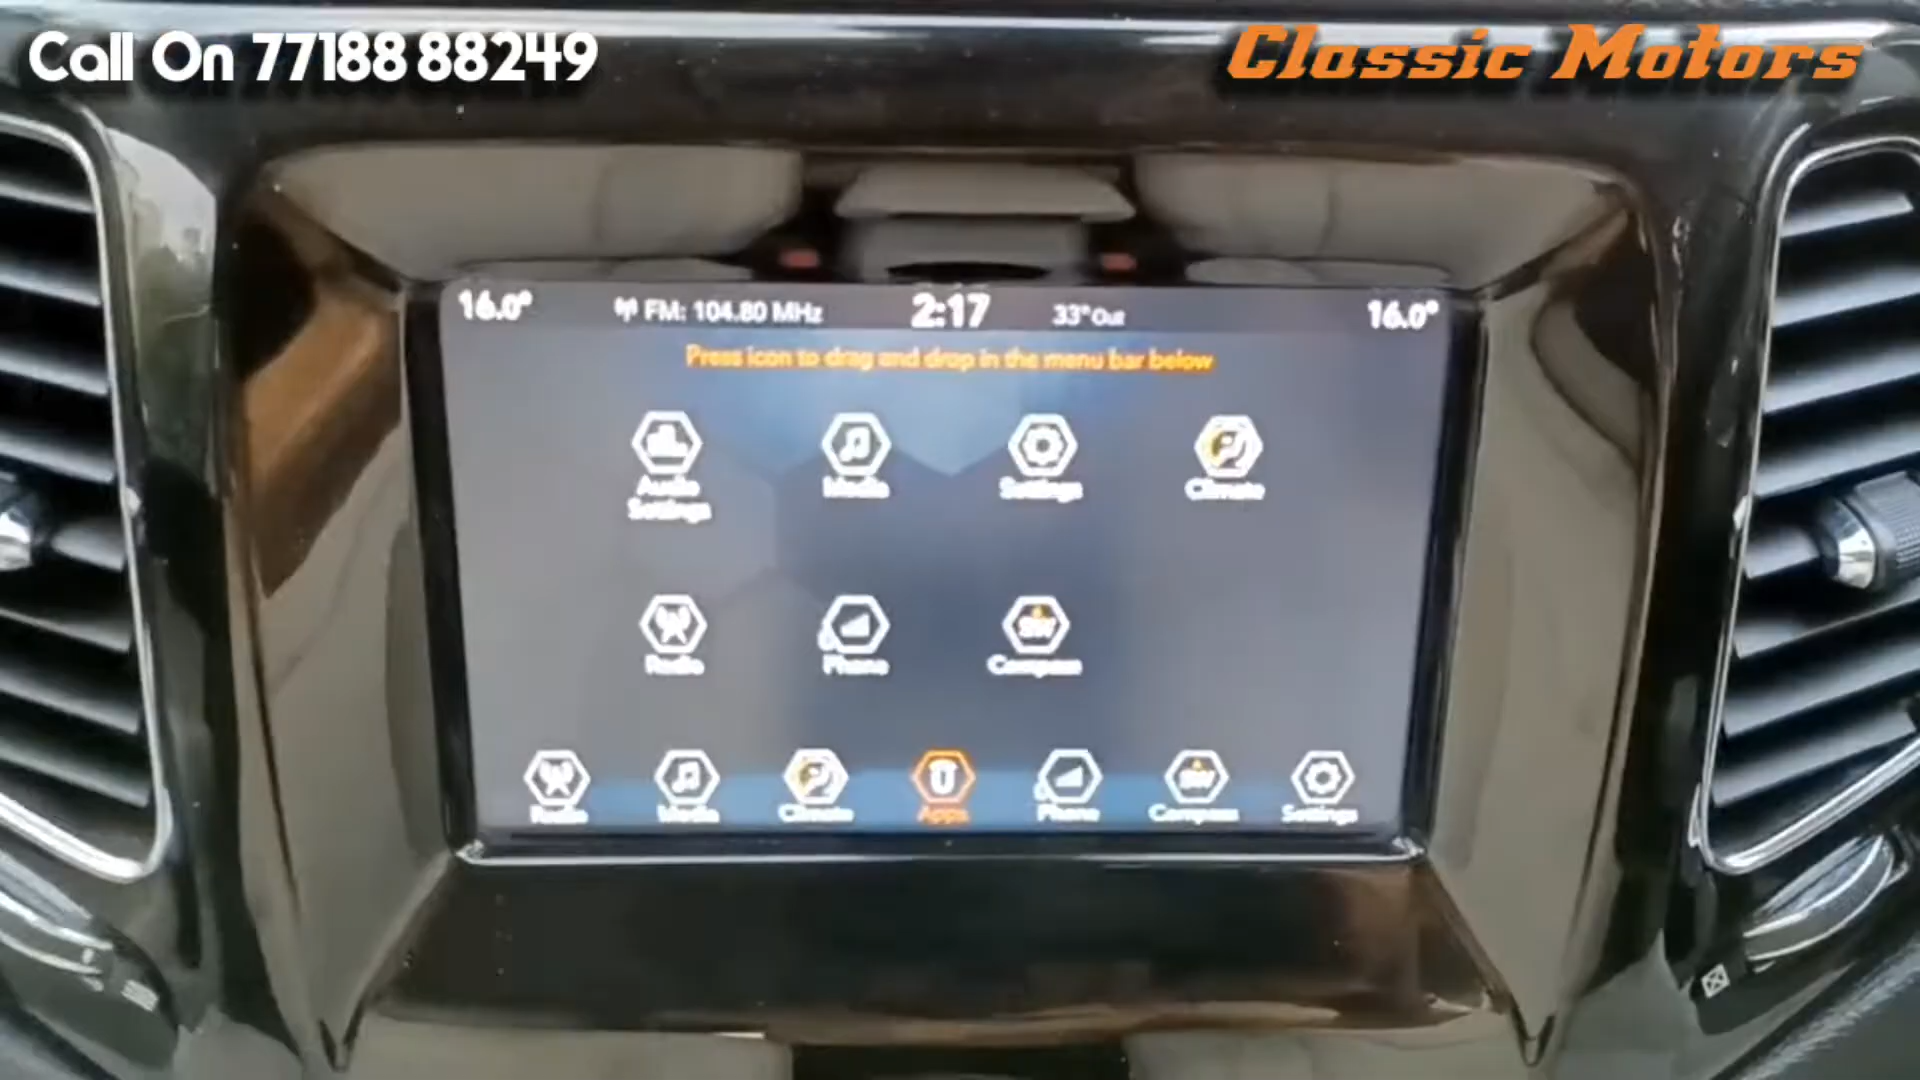 Call On 77188 88249
Classic Motors
16.0°
FM: 104.80 MHz
2:17
33° Out
16.0°
Press icon to drag and drop in the menu bar below
Audio
Settings
Media
Settings
Climate
Radio
Phone
SW
Compass
Radio
Media
Climate
Apps
Phone
SW
Compass
Settings